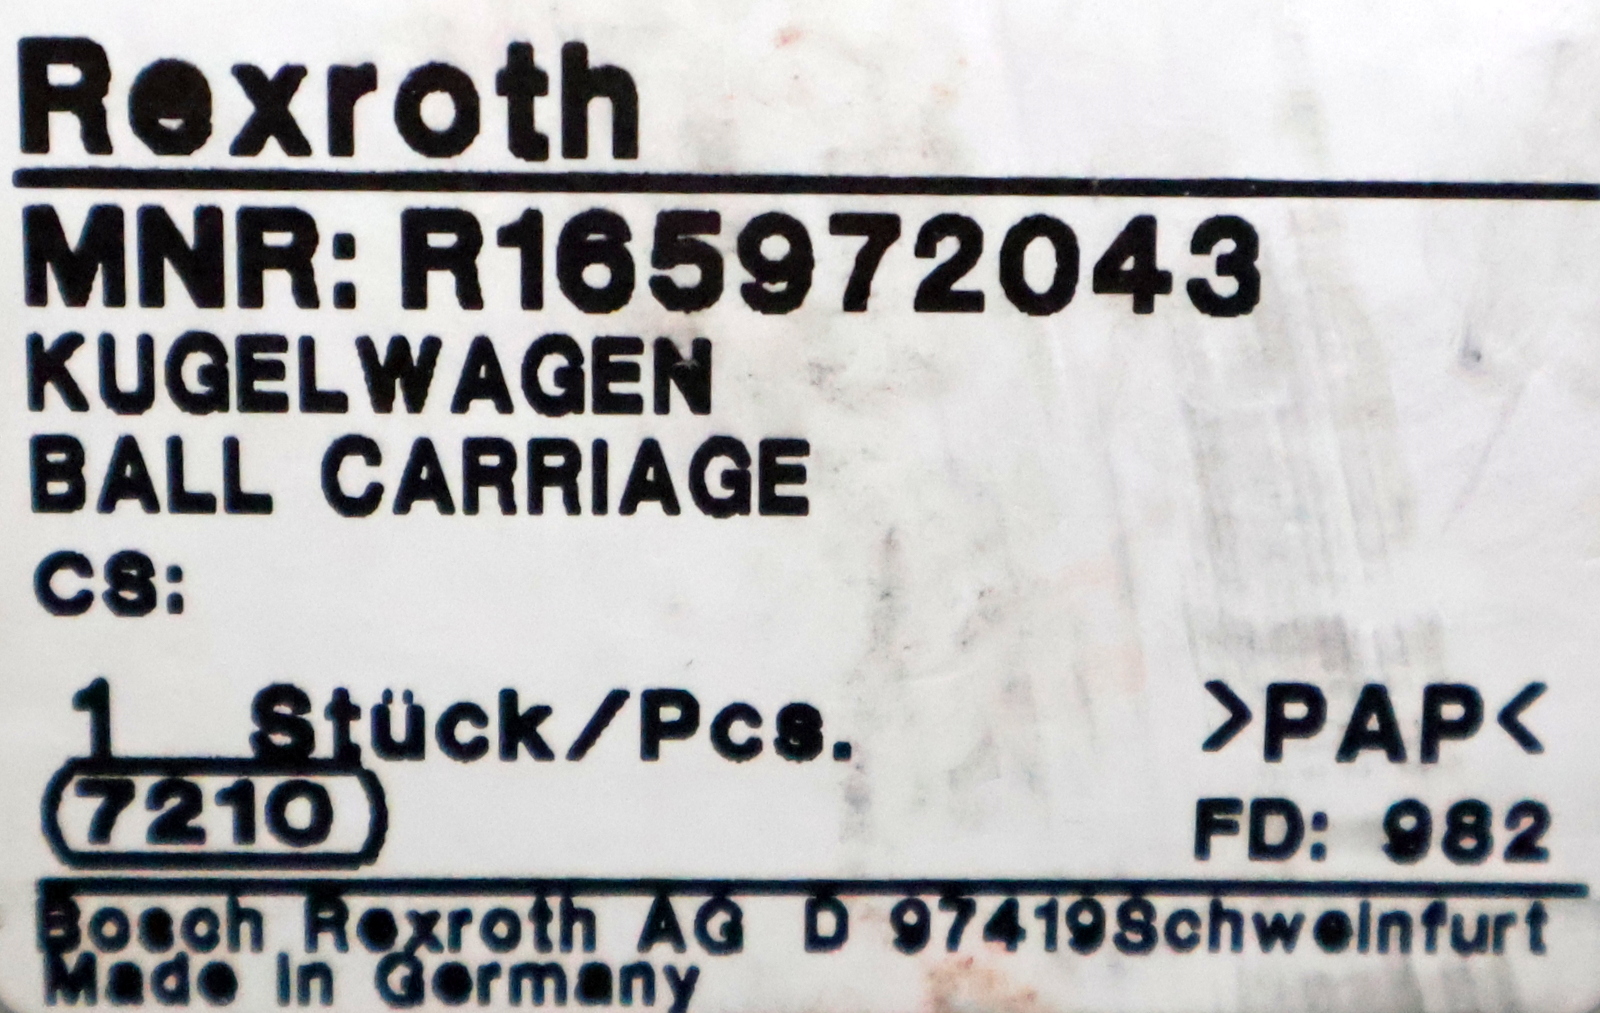 Rexroth
MNR: R165972043
KUGELWAGEN
BALL CARRIAGE
CS:
1 Stück/Pcs. >PAP<
7210 FD: 982
Bosch Rexroth AG D 97419Schweinfurt
Made in Germany